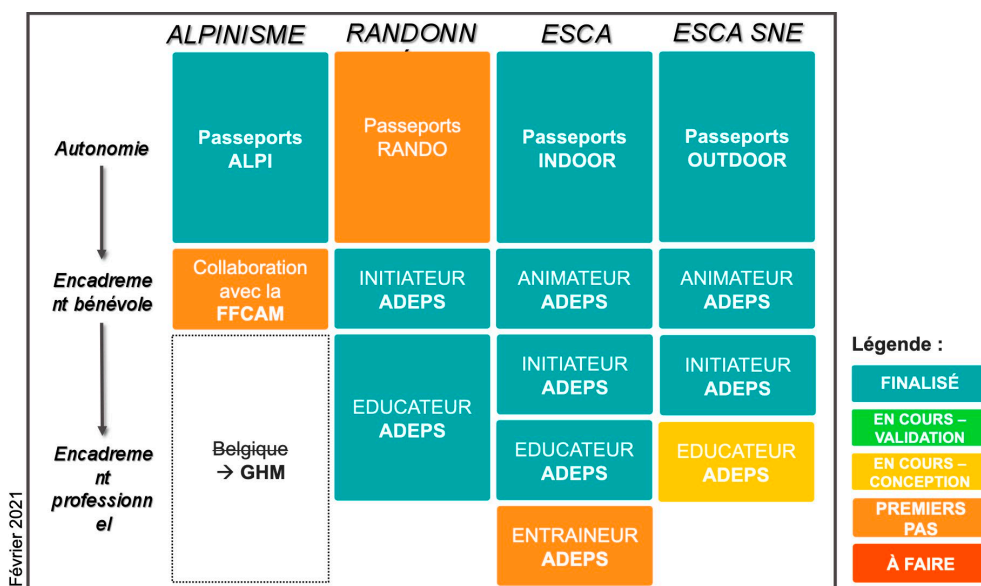 ALPINISME
RANDONN
ESCA
ESCA SNE
Autonomie
Passeports
ALPI
Passeports
RANDO
Passeports
INDOOR
Passeports
OUTDOOR
Encadreme
nt bénévole
Collaboration
avec la
FFCAM
INITIATEUR
ADEPS
ANIMATEUR
ADEPS
ANIMATEUR
ADEPS
Encadreme
nt
professionn
el
Belgique
→ GHM
EDUCATEUR
ADEPS
INITIATEUR
ADEPS
EDUCATEUR
ADEPS
ENTRAINEUR
ADEPS
INITIATEUR
ADEPS
EDUCATEUR
ADEPS
Légende :
FINALISÉ
EN COURS –
VALIDATION
EN COURS –
CONCEPTION
PREMIERS
PAS
À FAIRE
Février 2021